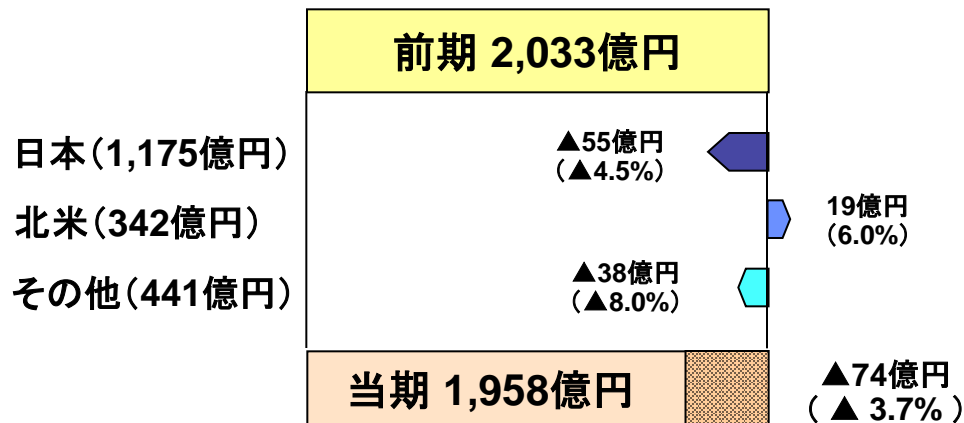 前期 2,033億円
日本（1,175億円）
▲55億円
（▲4.5%）
北米（342億円）
19億円
（6.0%）
その他（441億円）
▲38億円
（▲8.0%）
当期 1,958億円
▲74億円
（ ▲ 3.7% ）